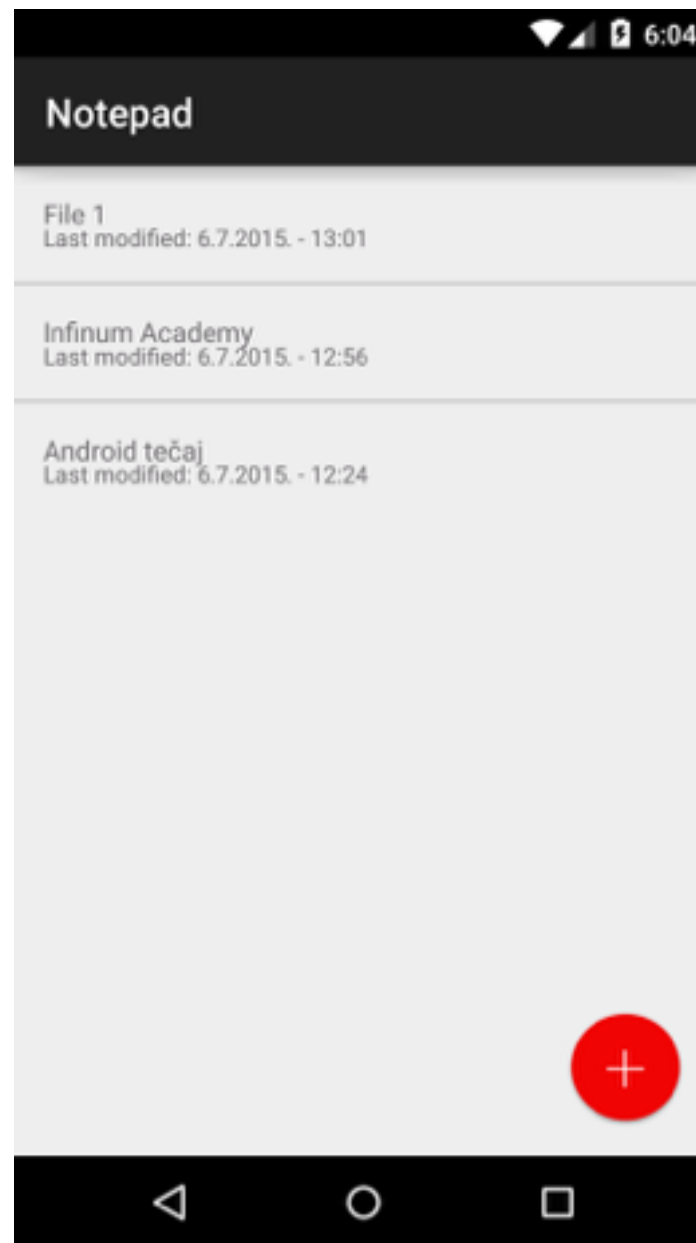 6:04
Notepad
File 1
Last modified: 6.7.2015. - 13:01
Infinum Academy
Last modified: 6.7.2015. - 12:56
Android tečaj
Last modified: 6.7.2015. - 12:24